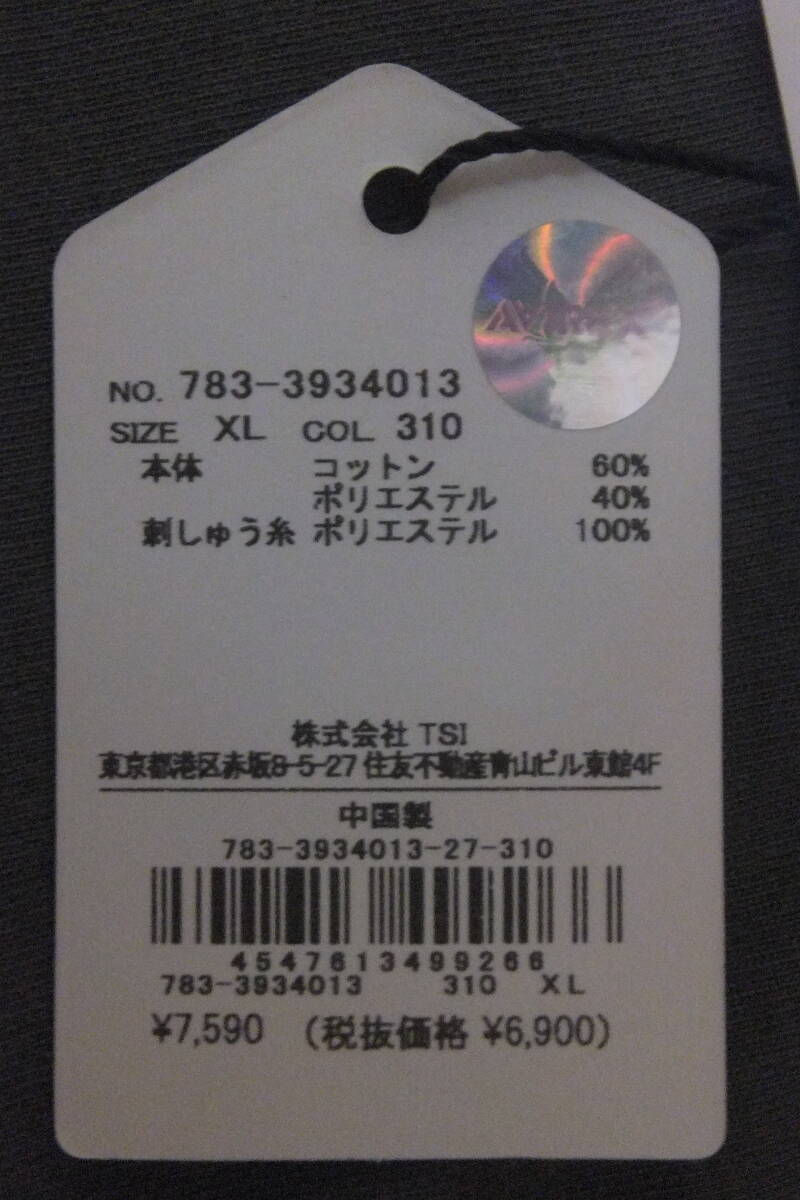 AVIREX
NO. 783-3934013
SIZE XL COL. 310
本体 コットン 60%
ポリエステル 40%
刺しゅう糸 ポリエステル 100%
株式会社 TSI
東京都港区赤坂8-5-27 住友不動産青山ビル東館4F
中国製
783-3934013-27-310
4547613499266
783-3934013 310 XL
¥7,590 (税抜価格 ¥6,900)